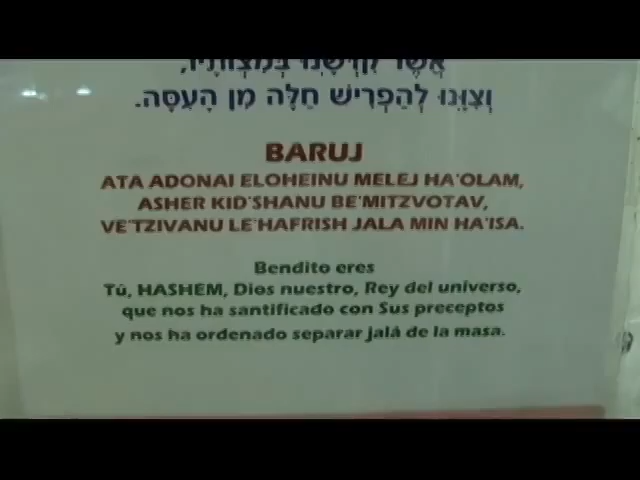 אֲשֶׁר קִדְּשָׁנוּ בְּמִצְוֹתָיו,
וְצִוָּנוּ לְהַפְרִישׁ חַלָּה מִן הָעִסָּה.
BARUJ
ATA ADONAI ELOHEINU MELEJ HA'OLAM,
ASHER KID'SHANU BE'MITZVOTAV,
VE'TZIVANU LE'HAFRISH JALA MIN HA'ISA.
Bendito eres
Tú, HASHEM, Dios nuestro, Rey del universo,
que nos ha santificado con Sus preceptos
y nos ha ordenado separar jalá de la masa.